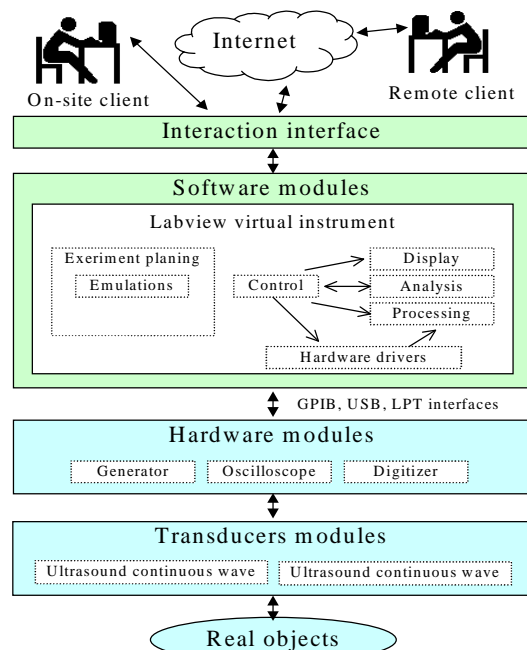 Internet
On-site client
Remote client
Interaction interface
Software modules
Labview virtual instrument
Exeriment planing
Emulations
Control
Display
Analysis
Processing
Hardware drivers
GPIB, USB, LPT interfaces
Hardware modules
Generator
Oscilloscope
Digitizer
Transducers modules
Ultrasound continuous wave
Ultrasound continuous wave
Real objects